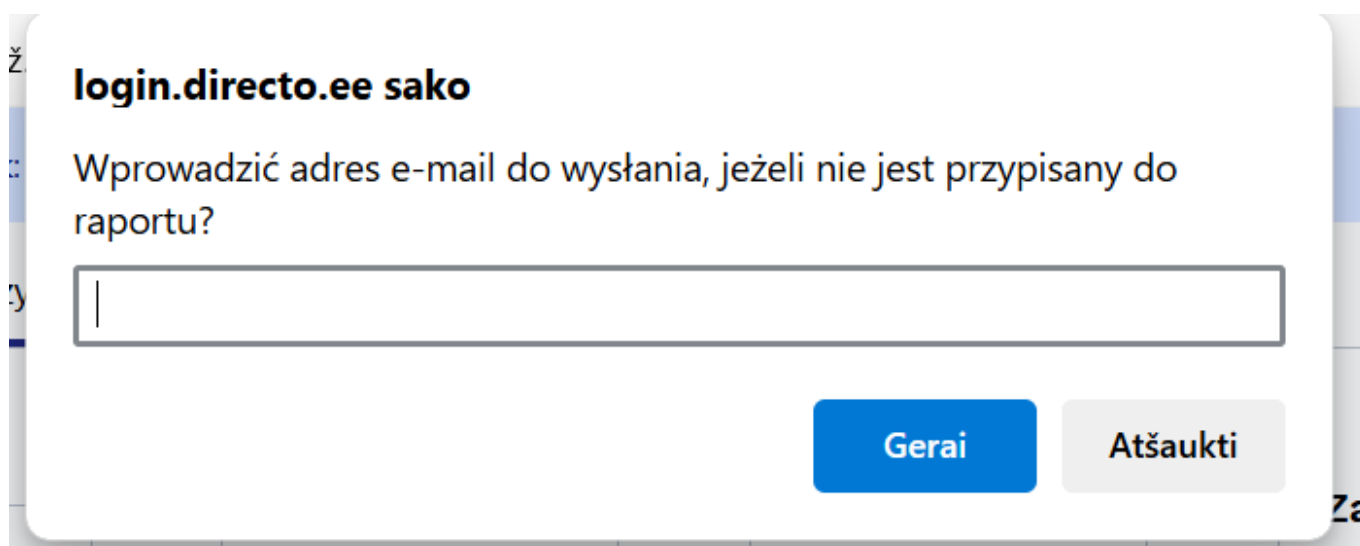 login.directo.ee sako
Wprowadzić adres e-mail do wysłania, jeżeli nie jest przypisany do
raportu?
Gerai
Atšaukti